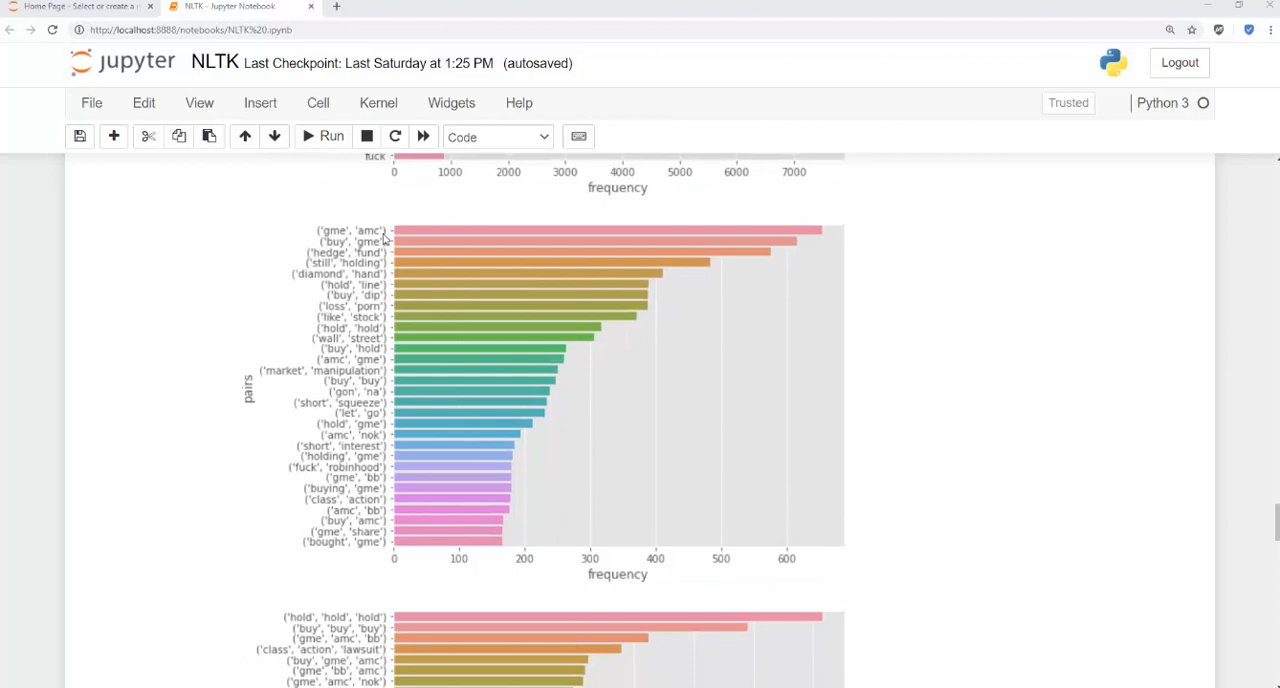 Home Page - Select or create a n
NLTK - Jupyter Notebook
http://localhost:8888/notebooks/NLTK%20.ipynb
jupyter NLTK Last Checkpoint: Last Saturday at 1:25 PM (autosaved)
Logout
File Edit View Insert Cell Kernel Widgets Help
Trusted Python 3
Run Code
fuck
0 1000 2000 3000 4000 5000 6000 7000
frequency
('gme', 'amc')
('buy', 'gme')
('hedge', 'fund')
('still', 'holding')
('diamond', 'hand')
('hold', 'line')
('buy', 'dip')
('loss', 'porn')
('like', 'stock')
('hold', 'hold')
('wall', 'street')
('buy', 'hold')
('amc', 'gme')
('market', 'manipulation')
('buy', 'buy')
('gon', 'na')
('short', 'squeeze')
('let', 'go')
('hold', 'gme')
('amc', 'nok')
('short', 'interest')
('holding', 'gme')
('fuck', 'robinhood')
('gme', 'bb')
('buying', 'gme')
('class', 'action')
('amc', 'bb')
('buy', 'amc')
('gme', 'share')
('bought', 'gme')
pairs
0 100 200 300 400 500 600
frequency
('hold', 'hold', 'hold')
('buy', 'buy', 'buy')
('gme', 'amc', 'bb')
('class', 'action', 'lawsuit')
('buy', 'gme', 'amc')
('gme', 'bb', 'amc')
('gme', 'amc', 'nok')